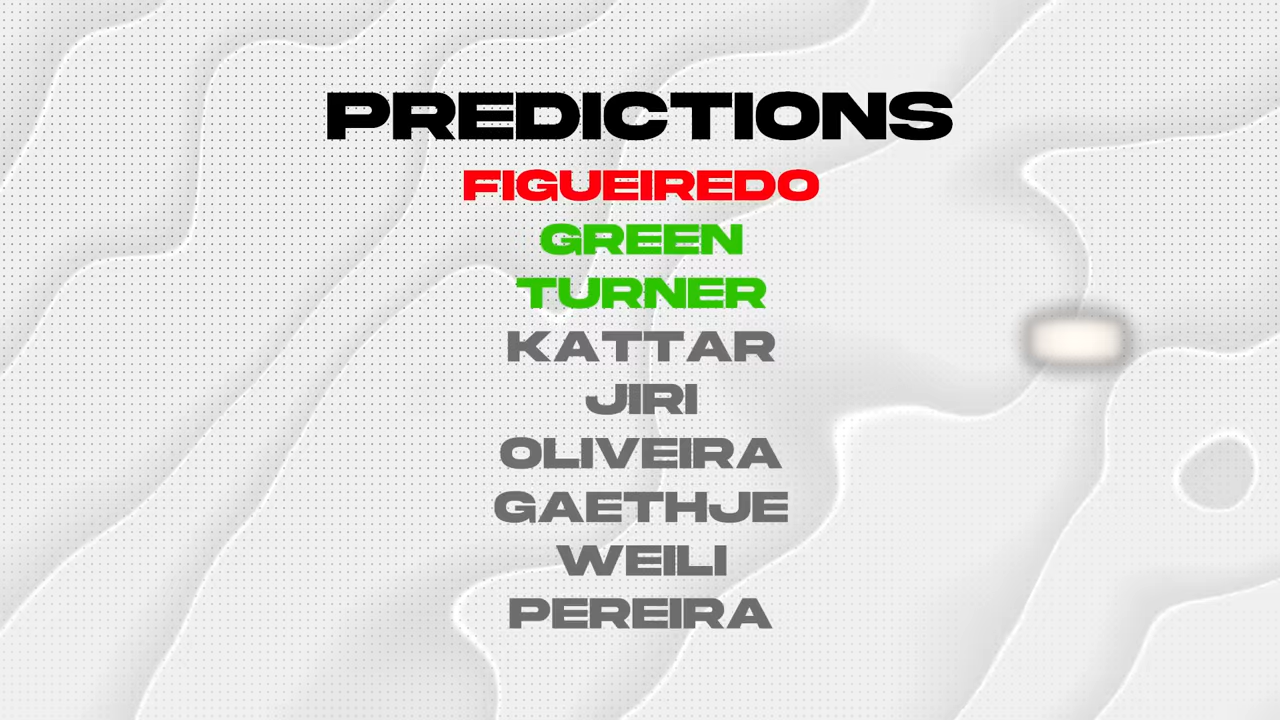 PREDICTIONS
FIGUEIREDO
GREEN
TURNER
KATTAR
JIRI
OLIVEIRA
GAETHJE
WEILI
PEREIRA